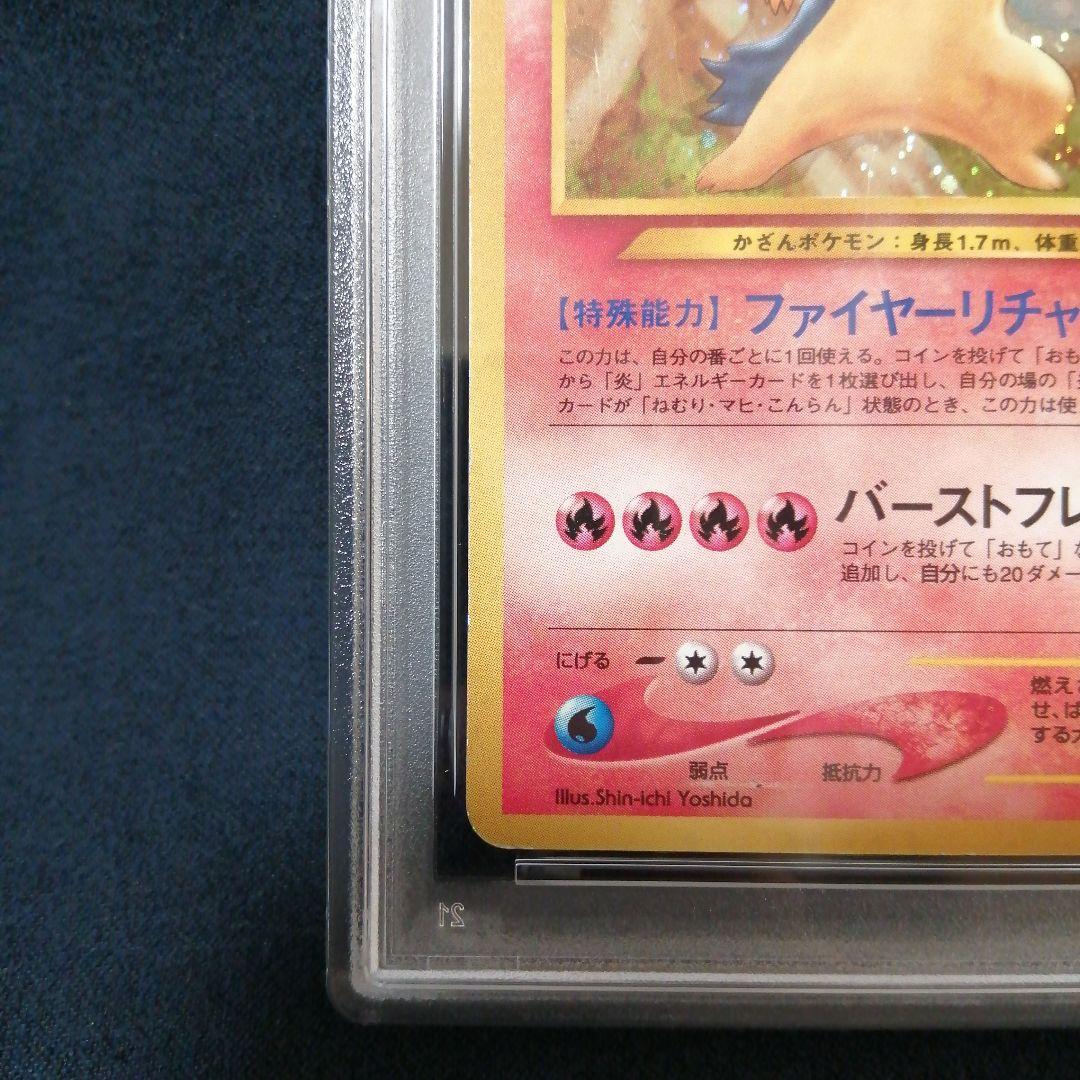 かざんポケモン：身長1.7m、体重
【特殊能力】 ファイヤーリチャ
この力は、自分の番ごとに1回使える。コインを投げて「おも
から「炎」エネルギーカードを1枚選び出し、自分の場の「
カードが「ねむり・マヒ・こんらん」状態のとき、この力は使
バーストフレ
コインを投げて「おもて」な
追加し、自分にも20ダメー
にげる
燃え
せ、は
する
弱点
抵抗力
Illus.Shin-ichi Yoshida
21